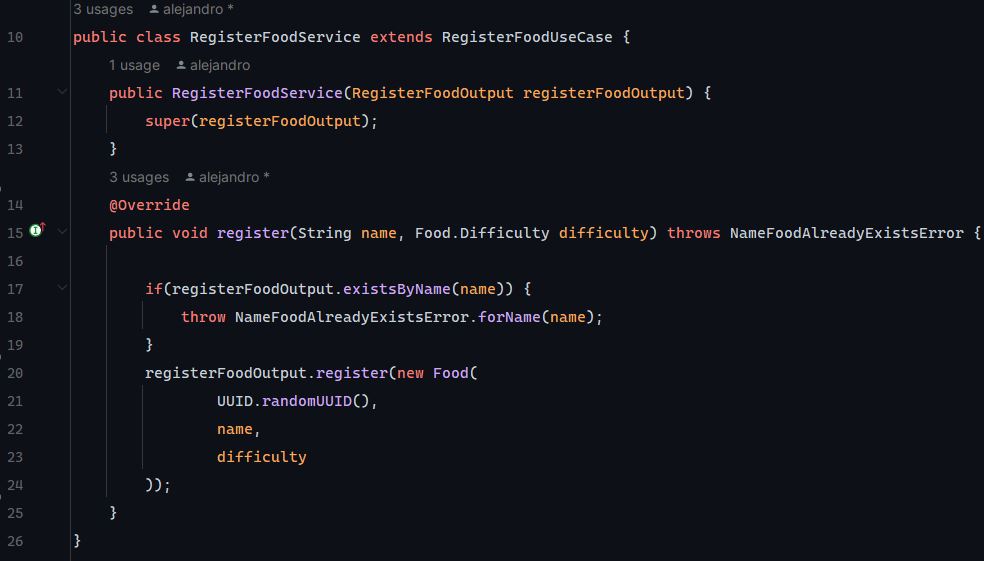 3 usages alejandro *
10 public class RegisterFoodService extends RegisterFoodUseCase {
1 usage alejandro
11 public RegisterFoodService(RegisterFoodOutput registerFoodOutput) {
12 super(registerFoodOutput);
13 }
3 usages alejandro *
14 @Override
15 public void register(String name, Food.Difficulty difficulty) throws NameFoodAlreadyExistsError {
16
17 if(registerFoodOutput.existsByName(name)) {
18 throw NameFoodAlreadyExistsError.forName(name);
19 }
20 registerFoodOutput.register(new Food(
21 UUID.randomUUID(),
22 name,
23 difficulty
24 ));
25 }
26 }